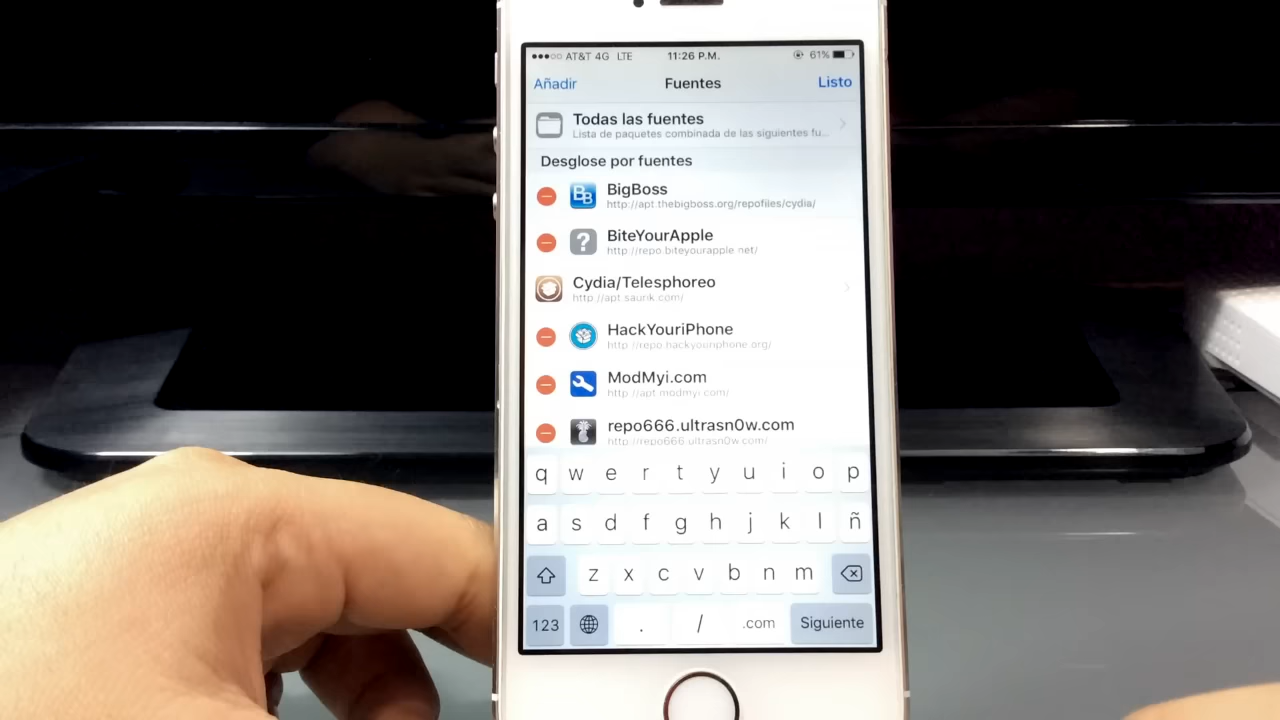 AT&T 4G LTE 11:26 P.M. 61%
Añadir Fuentes Listo
Todas las fuentes
Lista de paquetes combinada de las siguientes fu...
Desglose por fuentes
BigBoss
http://apt.thebigboss.org/repofiles/cydia/
BiteYourApple
http://repo.biteyourapple.net/
Cydia/Telesphoreo
http://apt.saurik.com/
HackYouriPhone
http://repo.hackyouriphone.org/
ModMyi.com
http://apt.modmyi.com/
repo666.ultrasn0w.com
http://repo666.ultrasn0w.com/
q w e r t y u i o p
a s d f g h j k l ñ
z x c v b n m
123 . / .com Siguiente